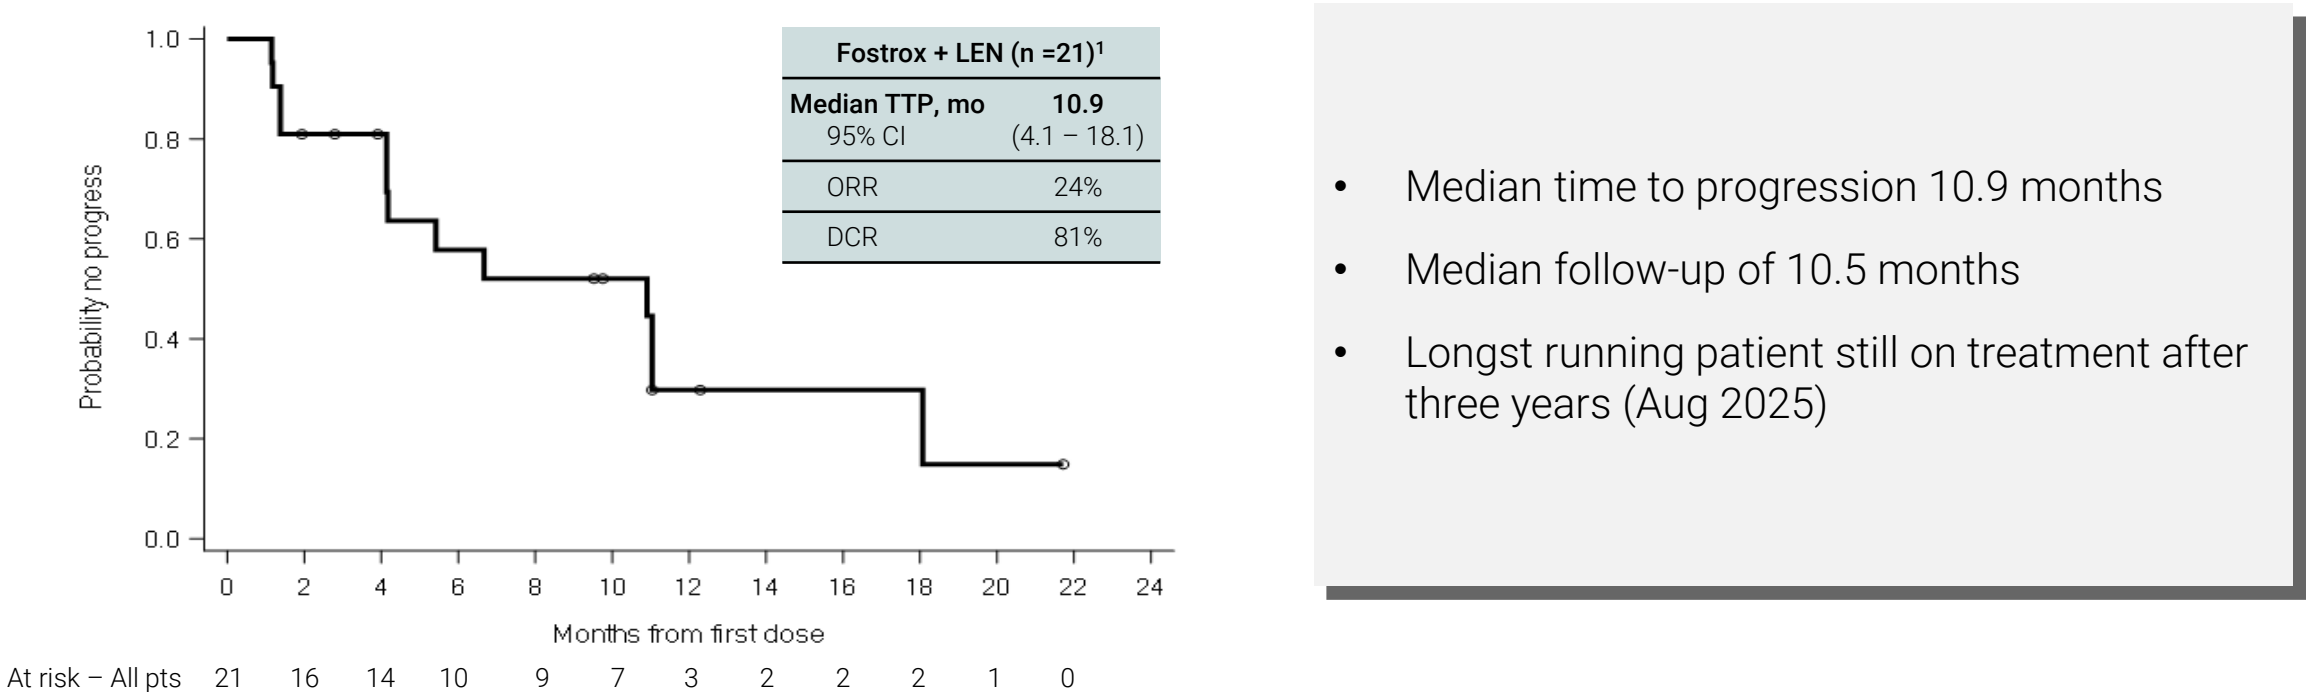 Fostrox + LEN (n =21)¹
Median TTP, mo 10.9
95% CI (4.1 – 18.1)
ORR 24%
DCR 81%
Probability no progress
1.0
0.8
0.6
0.4
0.2
0.0
0 2 4 6 8 10 12 14 16 18 20 22 24
Months from first dose
At risk – All pts 21 16 14 10 9 7 3 2 2 2 1 0
• Median time to progression 10.9 months
• Median follow-up of 10.5 months
• Longst running patient still on treatment after
three years (Aug 2025)